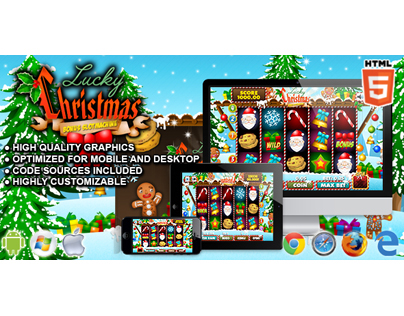 Lucky
Christmas
BONUS SLOT MACHINE
• HIGH QUALITY GRAPHICS
• OPTIMIZED FOR MOBILE AND DESKTOP
• CODE SOURCES INCLUDED
• HIGHLY CUSTOMIZABLE
HTML
5
SCORE
1000.00
Christmas
WILD
BONUS
COIN
MAX BET